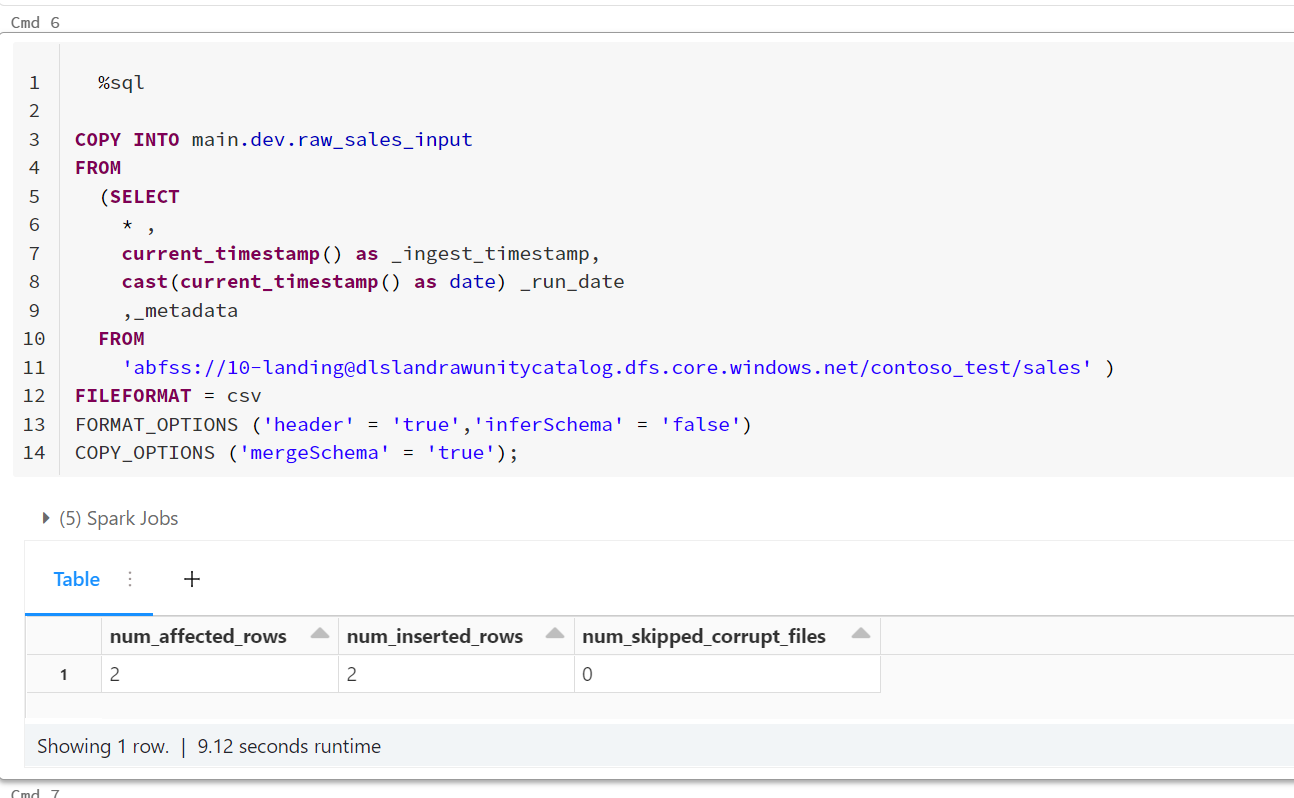 Cmd 6
1 %sql
2
3 COPY INTO main.dev.raw_sales_input
4 FROM
5 (SELECT
6 * ,
7 current_timestamp() as _ingest_timestamp,
8 cast(current_timestamp() as date) _run_date
9 ,_metadata
10 FROM
11 'abfss://10-landing@dlslandrawunitycatalog.dfs.core.windows.net/contoso_test/sales' )
12 FILEFORMAT = csv
13 FORMAT_OPTIONS ('header' = 'true','inferSchema' = 'false')
14 COPY_OPTIONS ('mergeSchema' = 'true');
(5) Spark Jobs
Table
num_affected_rows num_inserted_rows num_skipped_corrupt_files
1 2 2 0
Showing 1 row. | 9.12 seconds runtime
Cmd 7